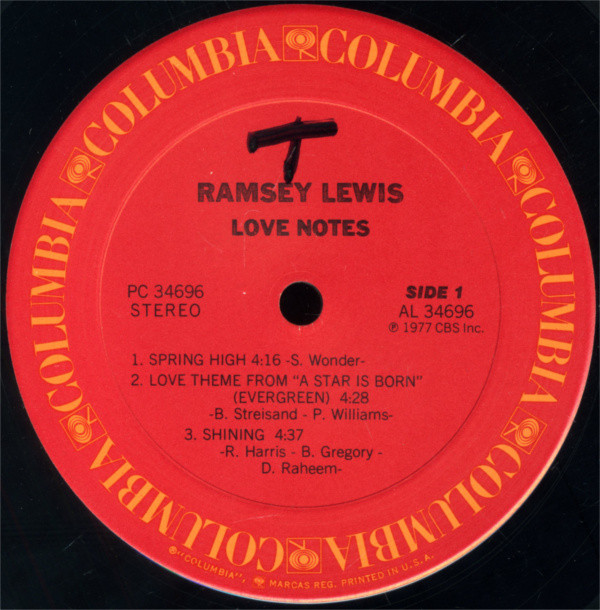 COLUMBIA COLUMBIA COLUMBIA COLUMBIA COLUMBIA COLUMBIA COLUMBIA COLUMBIA
T
RAMSEY LEWIS
LOVE NOTES
PC 34696
STEREO
SIDE 1
AL 34696
Ⓟ 1977 CBS Inc.
1. SPRING HIGH 4:16 -S. Wonder-
2. LOVE THEME FROM "A STAR IS BORN"
(EVERGREEN) 4:28
-B. Streisand - P. Williams-
3. SHINING 4:37
-R. Harris - B. Gregory -
D. Raheem-
Ⓟ"COLUMBIA", MARCAS REG. PRINTED IN U.S.A.